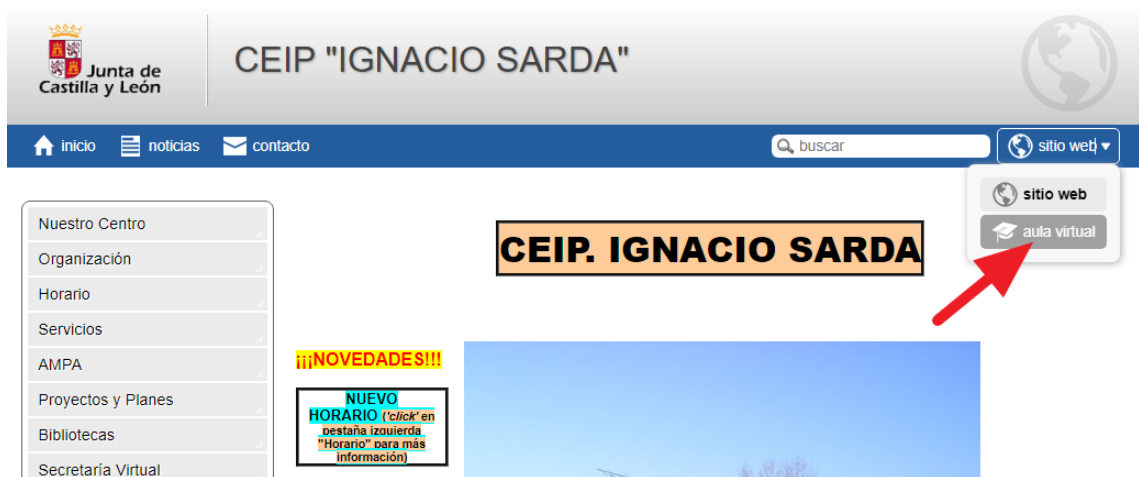 Junta de
Castilla y León
CEIP "IGNACIO SARDA"
inicio
noticias
contacto
buscar
sitio web
sitio web
aula virtual
Nuestro Centro
Organización
Horario
Servicios
AMPA
Proyectos y Planes
Bibliotecas
Secretaría Virtual
CEIP. IGNACIO SARDA
¡¡¡NOVEDADES!!!
NUEVO
HORARIO ('click' en
pestaña izquierda
"Horario" para más
información)